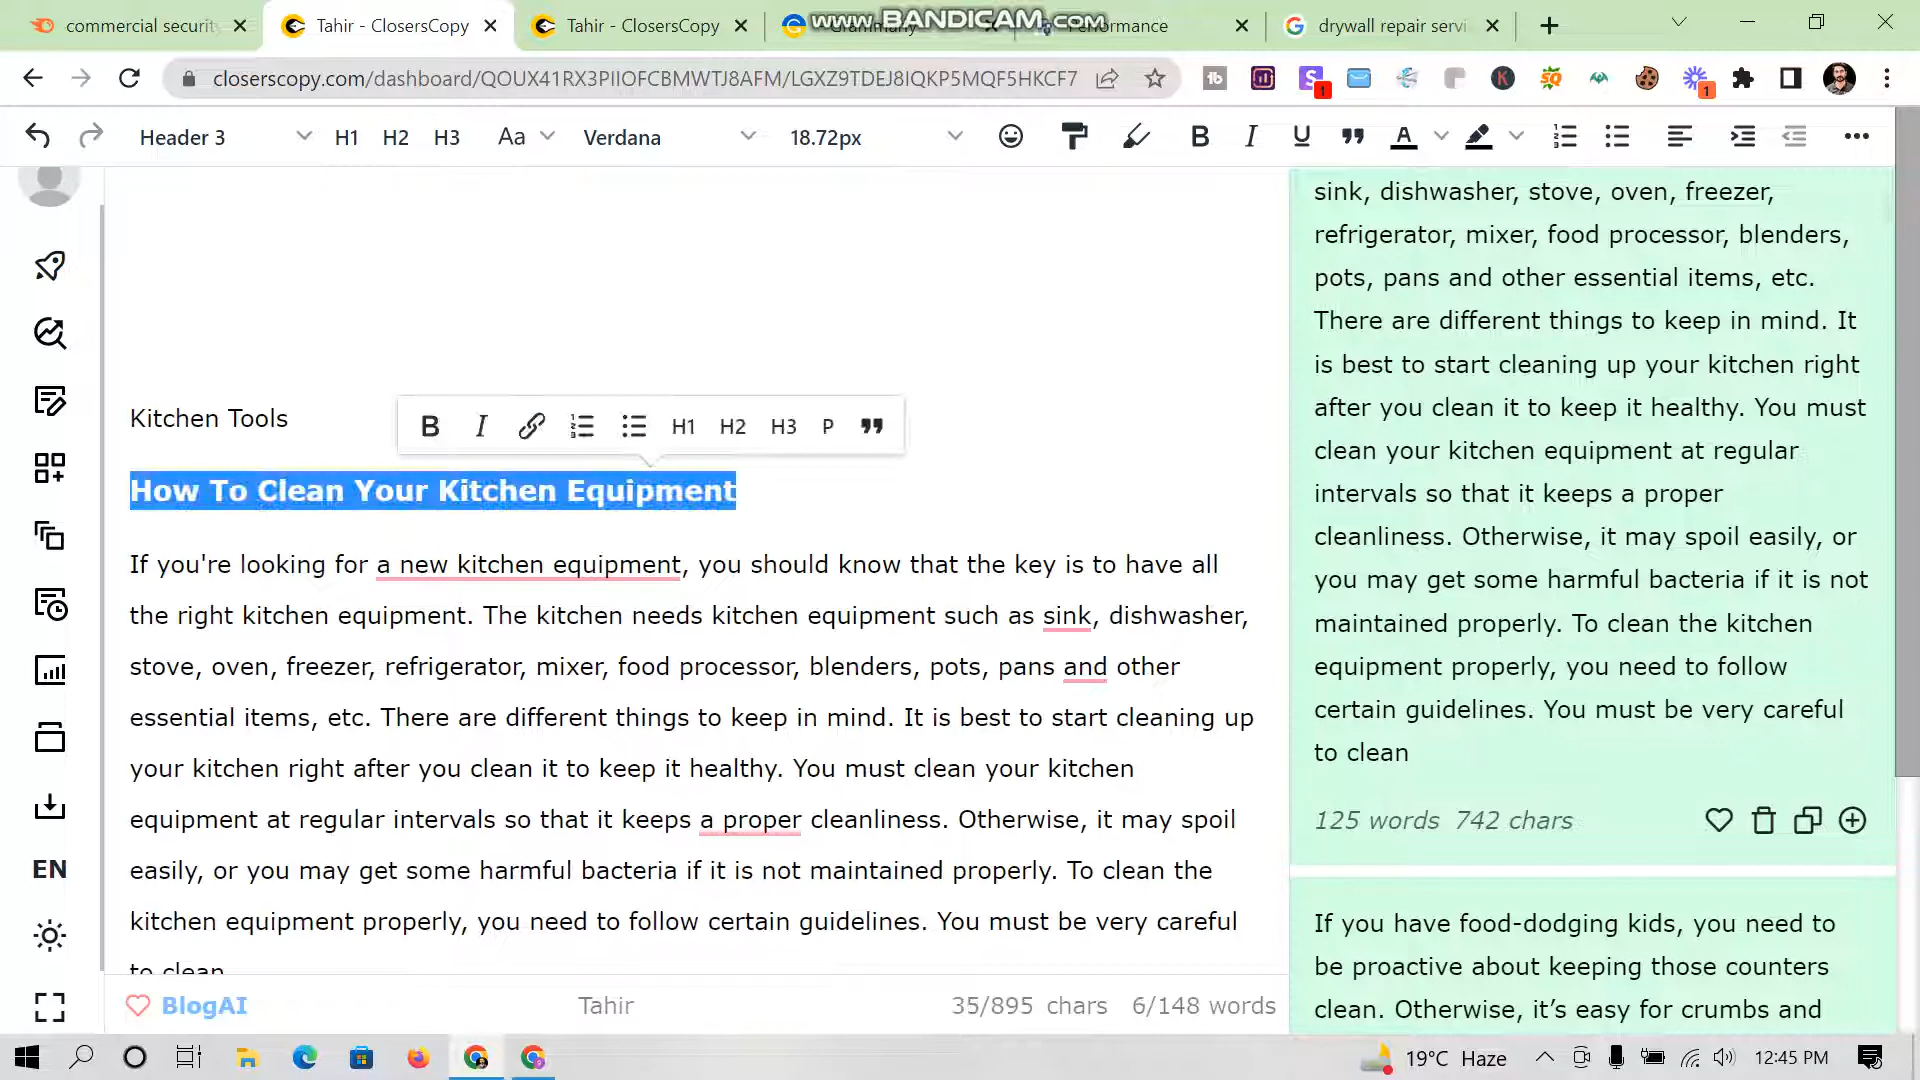 www.BANDICAM.com
commercial securit
Tahir - ClosersCopy
Tahir - ClosersCopy
Grammarly
Performance
drywall repair servi
closerscopy.com/dashboard/QOUX41RX3PIIOFCBMWTJ8AFM/LGXZ9TDEJ8IQKP5MQF5HKCF7
Header 3
H1 H2 H3
Aa
Verdana
18.72px
Kitchen Tools
B I H1 H2 H3 P
How To Clean Your Kitchen Equipment
If you're looking for a new kitchen equipment, you should know that the key is to have all
the right kitchen equipment. The kitchen needs kitchen equipment such as sink, dishwasher,
stove, oven, freezer, refrigerator, mixer, food processor, blenders, pots, pans and other
essential items, etc. There are different things to keep in mind. It is best to start cleaning up
your kitchen right after you clean it to keep it healthy. You must clean your kitchen
equipment at regular intervals so that it keeps a proper cleanliness. Otherwise, it may spoil
easily, or you may get some harmful bacteria if it is not maintained properly. To clean the
kitchen equipment properly, you need to follow certain guidelines. You must be very careful
to clean
BlogAI
Tahir
35/895 chars 6/148 words
EN
sink, dishwasher, stove, oven, freezer,
refrigerator, mixer, food processor, blenders,
pots, pans and other essential items, etc.
There are different things to keep in mind. It
is best to start cleaning up your kitchen right
after you clean it to keep it healthy. You must
clean your kitchen equipment at regular
intervals so that it keeps a proper
cleanliness. Otherwise, it may spoil easily, or
you may get some harmful bacteria if it is not
maintained properly. To clean the kitchen
equipment properly, you need to follow
certain guidelines. You must be very careful
to clean
125 words 742 chars
If you have food-dodging kids, you need to
be proactive about keeping those counters
clean. Otherwise, it’s easy for crumbs and
19°C Haze
12:45 PM